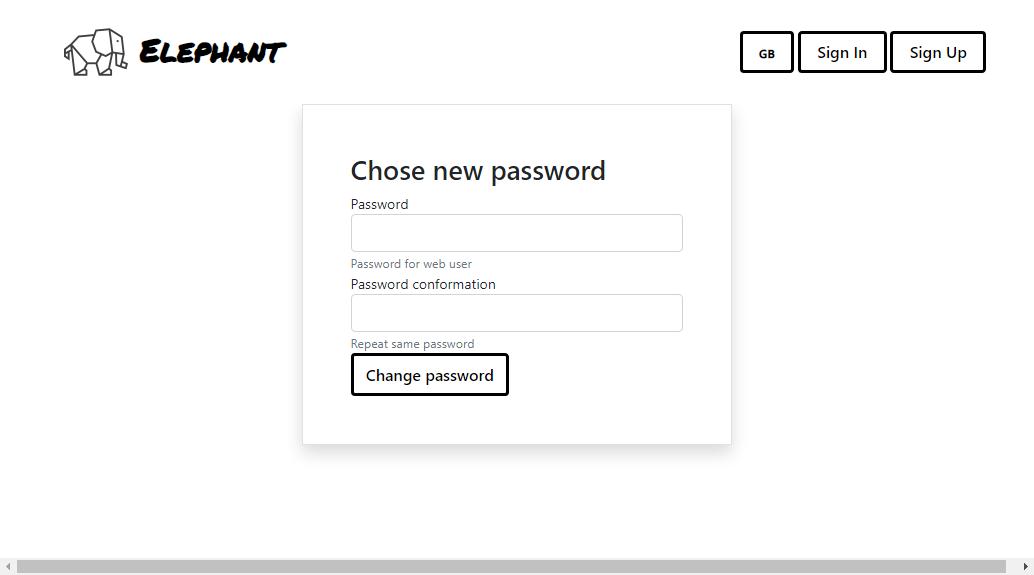 Elephant
GB
Sign In
Sign Up
Chose new password
Password
Password for web user
Password conformation
Repeat same password
Change password